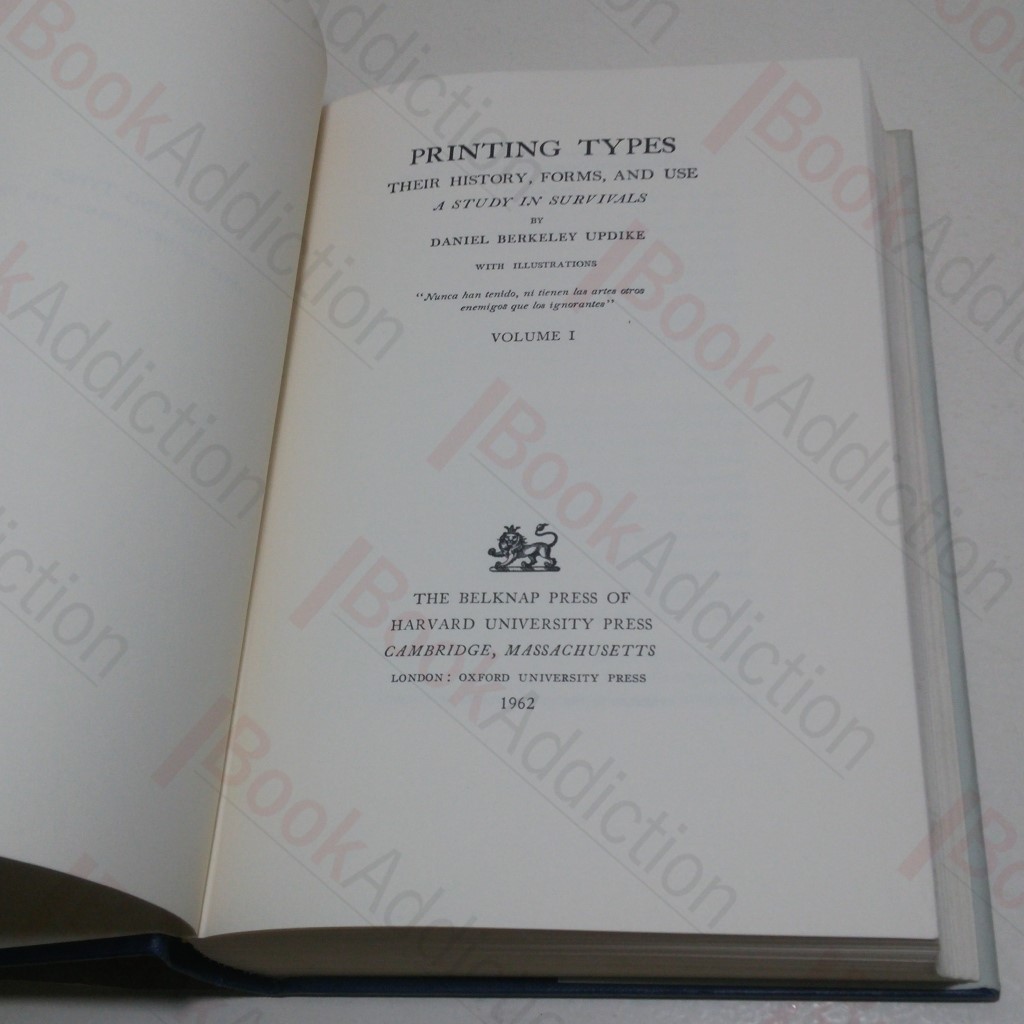 PRINTING TYPES
THEIR HISTORY, FORMS, AND USE
A STUDY IN SURVIVALS
BY
DANIEL BERKELEY UPDIKE
WITH ILLUSTRATIONS
"Nunca han tenido, ni tienen las artes otros
enemigos que los ignorantes"
VOLUME I
THE BELKNAP PRESS OF
HARVARD UNIVERSITY PRESS
CAMBRIDGE, MASSACHUSETTS
LONDON: OXFORD UNIVERSITY PRESS
1962
BookAddiction